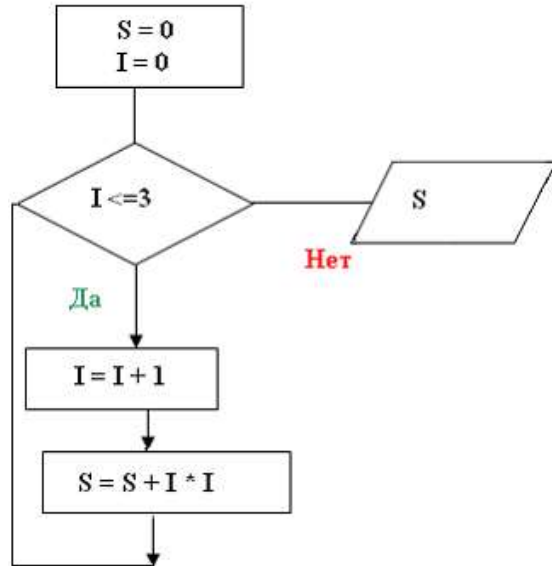 S = 0
I = 0
I <=3
S
Нет
Да
I = I + 1
S = S + I * I